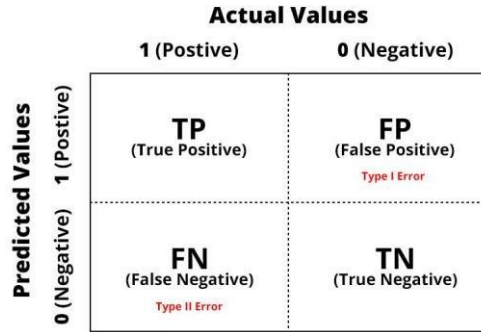 Actual Values
1 (Postive) 0 (Negative)
Predicted Values
1 (Postive)
TP FP
(True Positive) (False Positive)
Type I Error
0 (Negative)
FN TN
(False Negative) (True Negative)
Type II Error